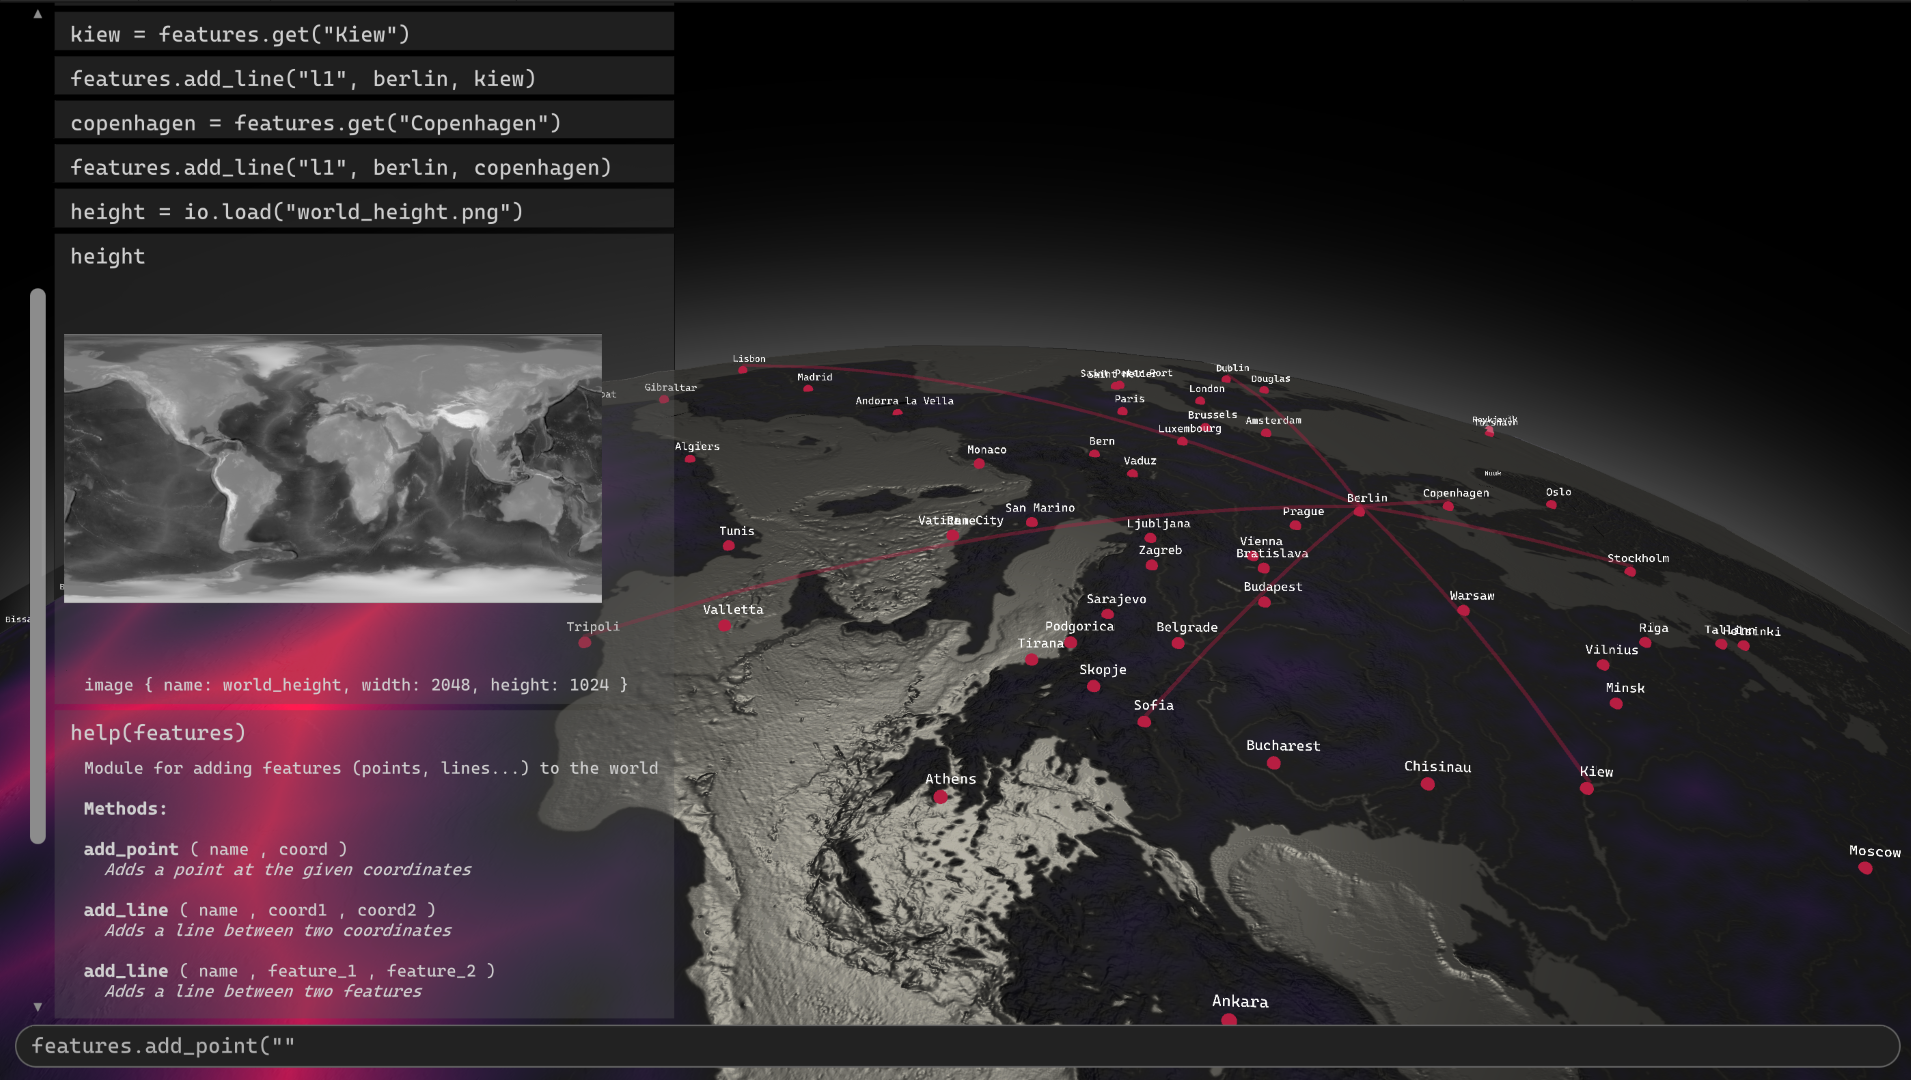 kiew = features.get("Kiew")
features.add_line("l1", berlin, kiew)
copenhagen = features.get("Copenhagen")
features.add_line("l1", berlin, copenhagen)
height = io.load("world_height.png")
height
image { name: world_height, width: 2048, height: 1024 }
help(features)
Module for adding features (points, lines...) to the world
Methods:
add_point ( name , coord )
Adds a point at the given coordinates
add_line ( name , coord1 , coord2 )
Adds a line between two coordinates
add_line ( name , feature_1 , feature_2 )
Adds a line between two features
features.add_point(""
Lisbon
Madrid
Gibraltar
Andorra la Vella
Dublin
Douglas
London
Paris
Brussels
Amsterdam
Luxembourg
Bern
Vaduz
Algiers
Monaco
Reykjavik
Nuuk
Berlin
Copenhagen
Oslo
San Marino
Vatican City
Rome
Ljubljana
Prague
Tunis
Zagreb
Vienna
Bratislava
Stockholm
Budapest
Warsaw
Valletta
Sarajevo
Tripoli
Podgorica
Belgrade
Tirana
Riga
Tallinn
Helsinki
Vilnius
Skopje
Minsk
Sofia
Bucharest
Chisinau
Kiew
Athens
Moscow
Ankara